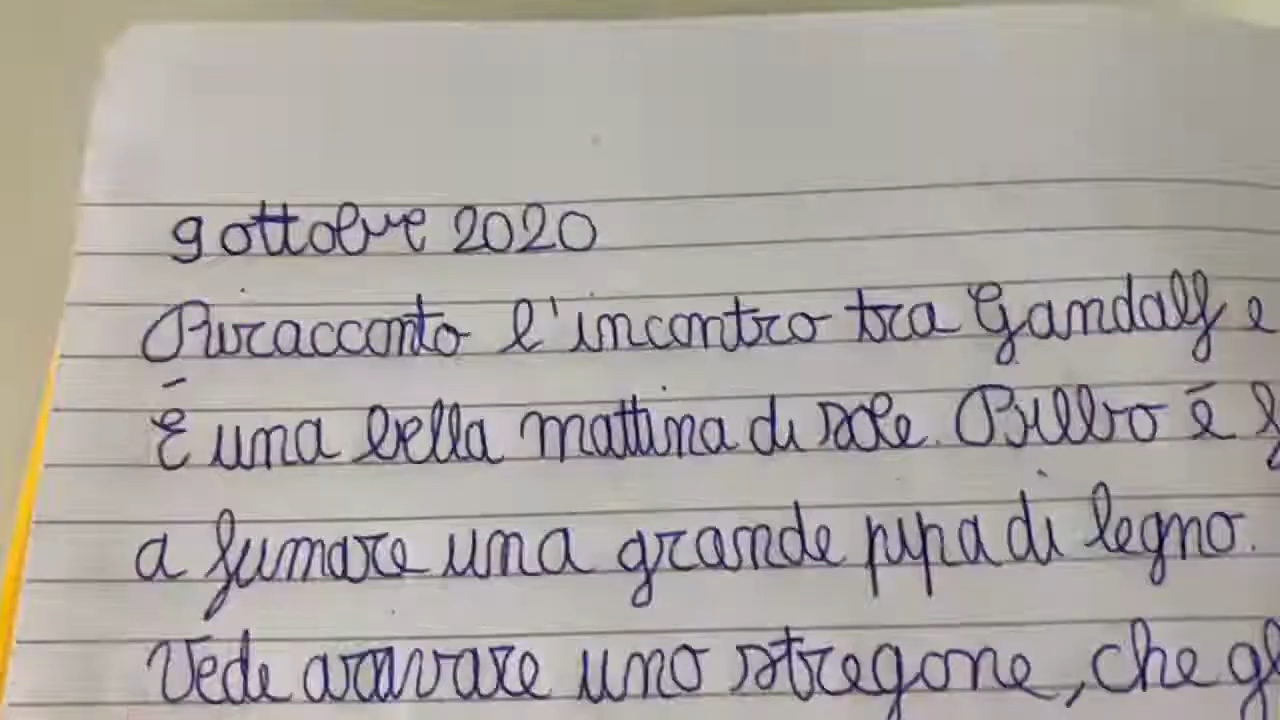 9 ottobre 2020
Riracconto l'incontro tra Gandalf e
È una bella mattina di sole. Bilbo è
a fumare una grande pipa di legno.
Vede arrivare uno stregone, che